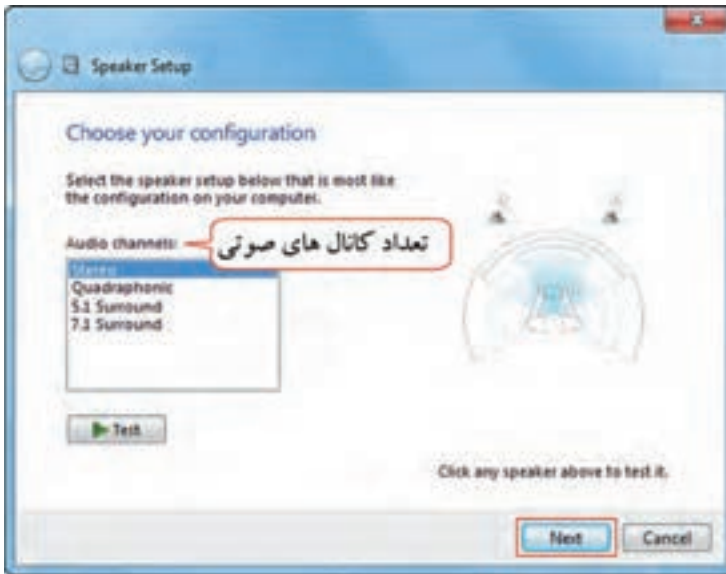 Speaker Setup
Choose your configuration
Select the speaker setup below that is most like
the configuration on your computer.
Audio channels:
تعداد کانال های صوتی
Stereo
Quadraphonic
5.1 Surround
7.1 Surround
Test
Click any speaker above to test it.
Next
Cancel